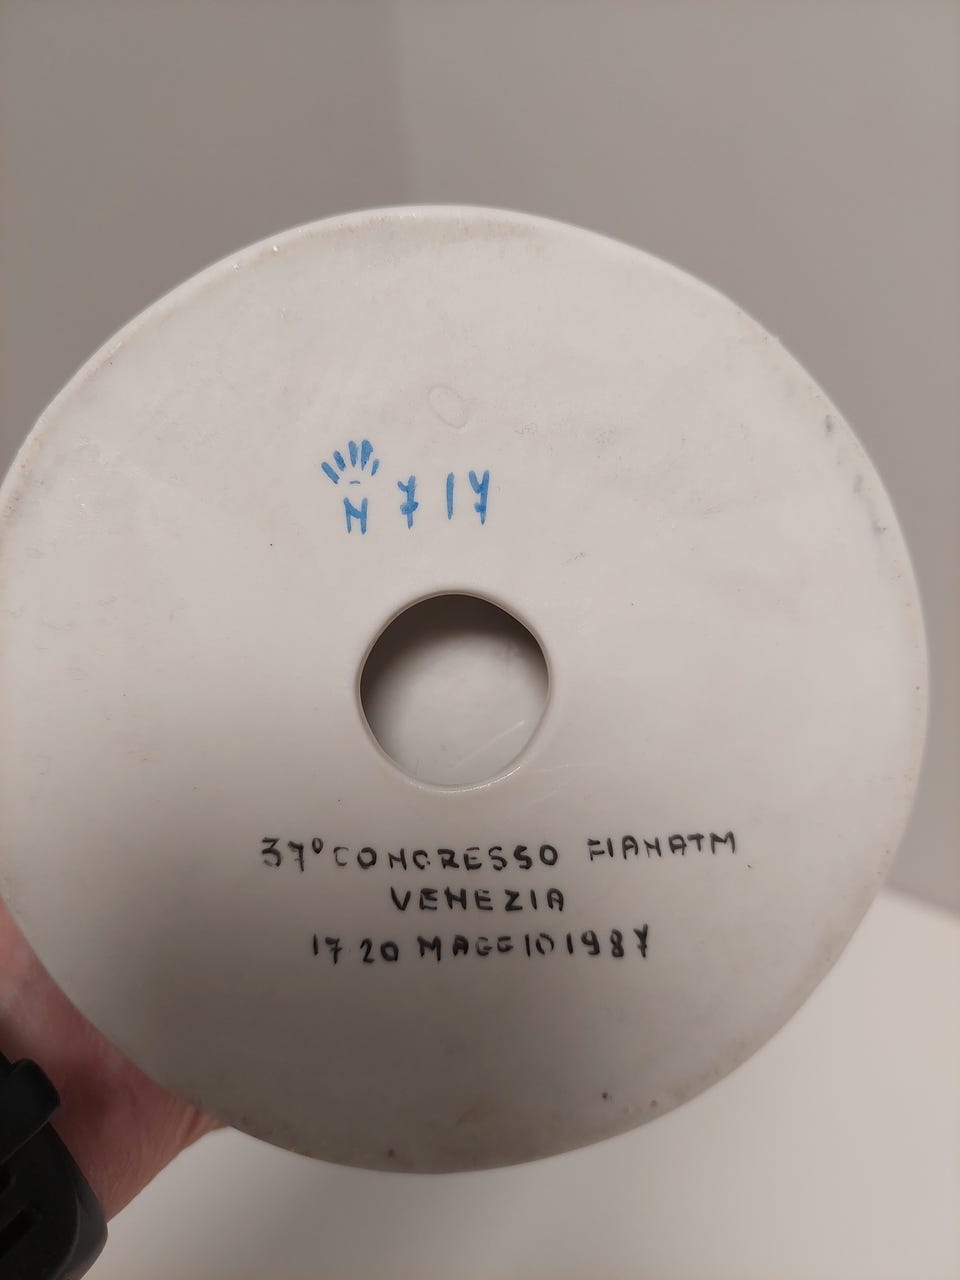 N 717
37° CONGRESSO FIANATM
VENEZIA
17 20 MAGGIO 1987